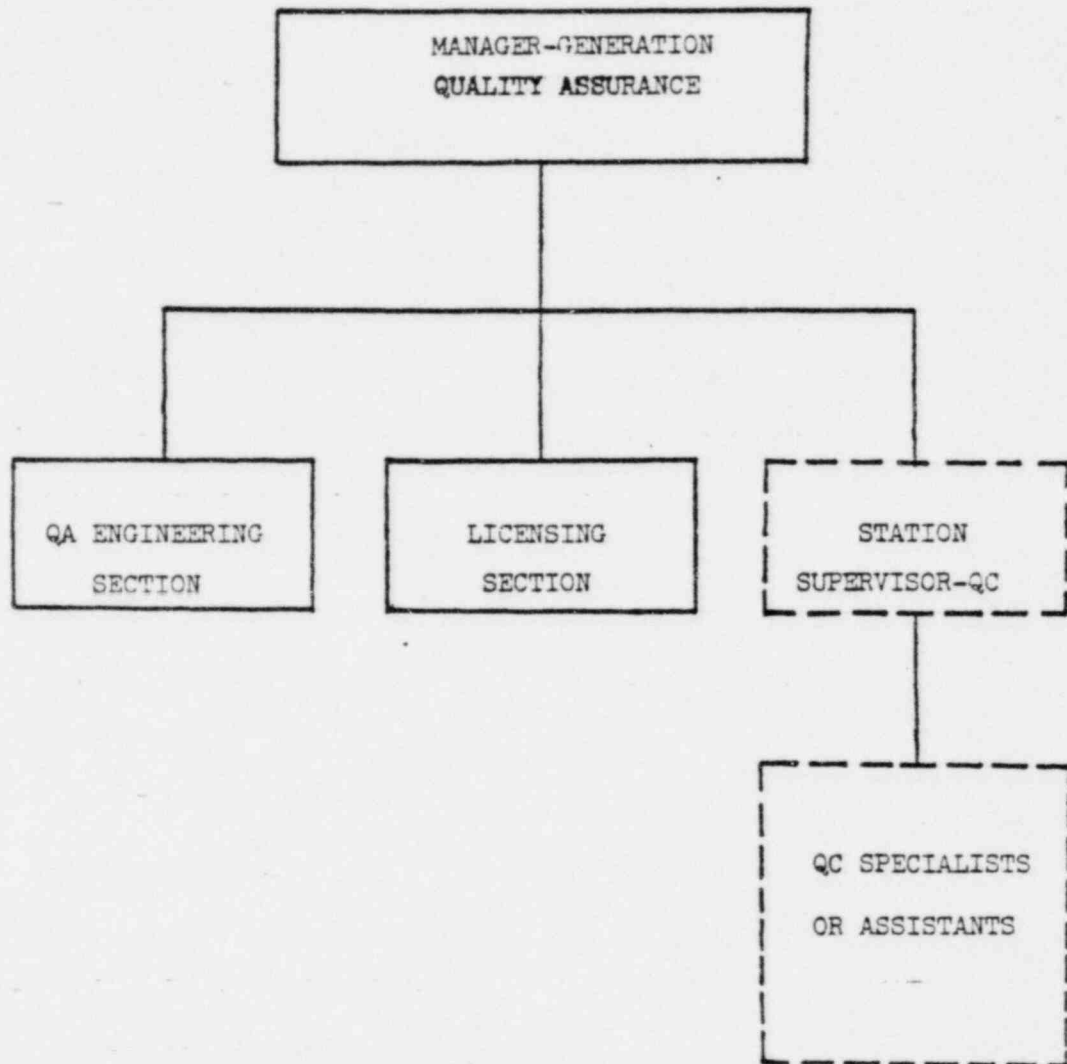 MANAGER-GENERATION
QUALITY ASSURANCE
QA ENGINEERING
SECTION
LICENSING
SECTION
STATION
SUPERVISOR-QC
QC SPECIALISTS
OR ASSISTANTS